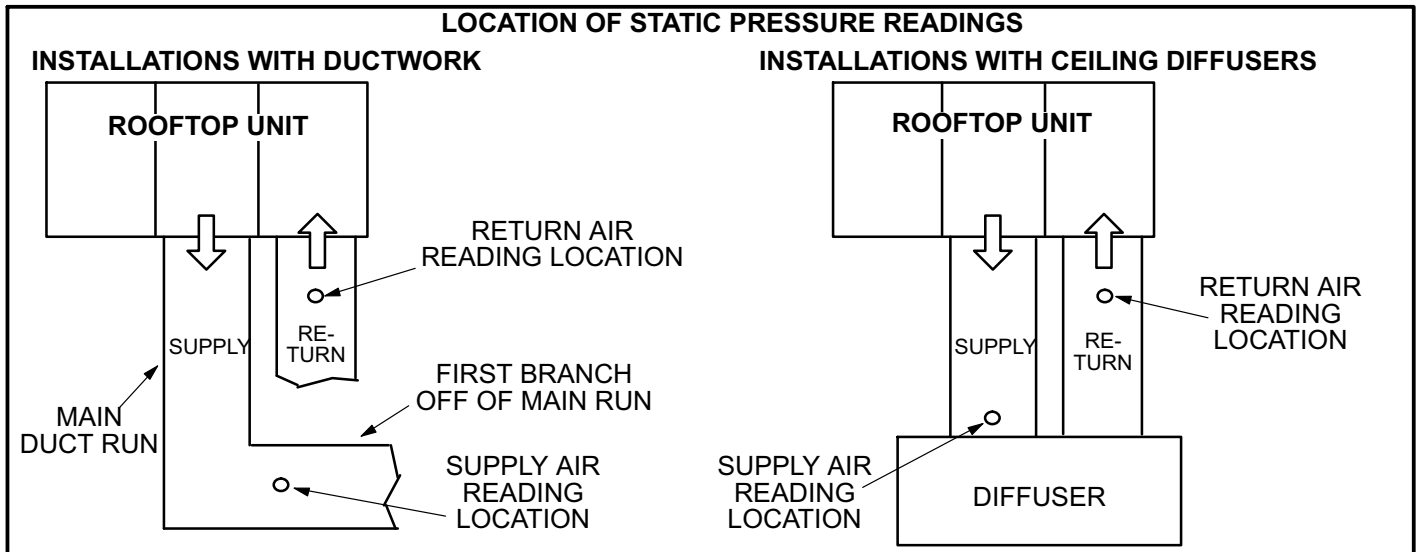 LOCATION OF STATIC PRESSURE READINGS
INSTALLATIONS WITH DUCTWORK
ROOFTOP UNIT
RETURN AIR
READING LOCATION
SUPPLY
RE-
TURN
FIRST BRANCH
OFF OF MAIN RUN
MAIN
DUCT RUN
SUPPLY AIR
READING
LOCATION
INSTALLATIONS WITH CEILING DIFFUSERS
ROOFTOP UNIT
RETURN AIR
READING
LOCATION
SUPPLY
RE-
TURN
SUPPLY AIR
READING
LOCATION
DIFFUSER